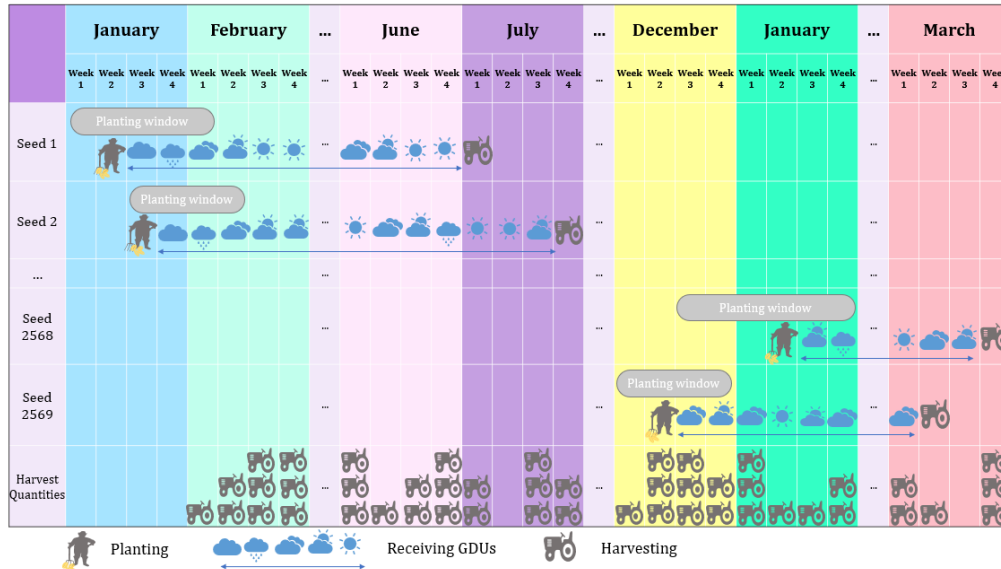 January February ... June July ... December January ... March
Week 1 Week 2 Week 3 Week 4 Week 1 Week 2 Week 3 Week 4 ... Week 1 Week 2 Week 3 Week 4 Week 1 Week 2 Week 3 Week 4 ... Week 1 Week 2 Week 3 Week 4 Week 1 Week 2 Week 3 Week 4 ... Week 1 Week 2 Week 3 Week 4
Planting window
Seed 1 ... ...
Planting window
Seed 2 ... ...
...
Planting window
Seed 2568 ... ...
Planting window
Seed 2569 ... ... ...
Harvest Quantities ... ... ...
Planting Receiving GDUs Harvesting